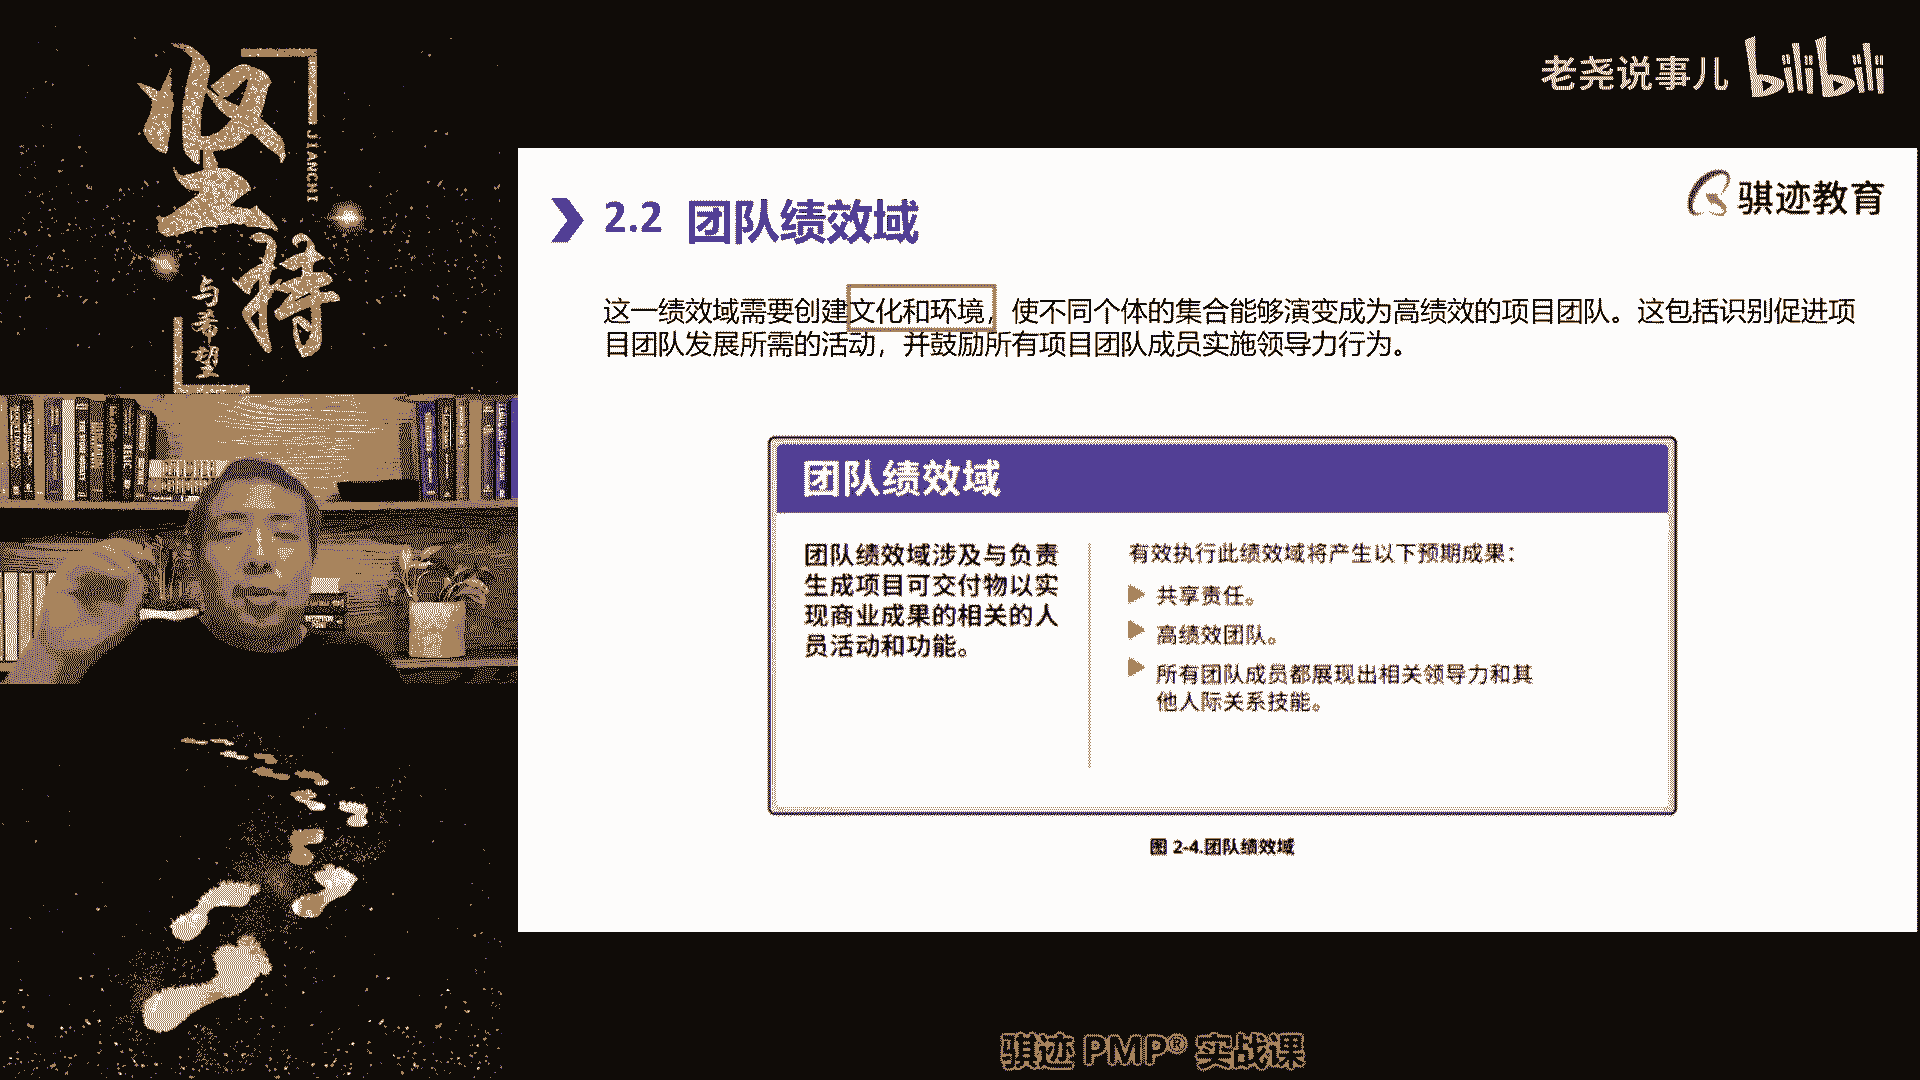 坚持
JIANCHI
与希望
老尧说事儿 bilibili
骐迹教育
2.2 团队绩效域
这一绩效域需要创建文化和环境，使不同个体的集合能够演变成为高绩效的项目团队。这包括识别促进项
目团队发展所需的活动，并鼓励所有项目团队成员实施领导力行为。
团队绩效域
团队绩效域涉及与负责
生成项目可交付物以实
现商业成果的相关的人
员活动和功能。
有效执行此绩效域将产生以下预期成果：
共享责任。
高绩效团队。
所有团队成员都展现出相关领导力和其
他人际关系技能。
图 2-4.团队绩效域
骐迹 PMP® 实战课